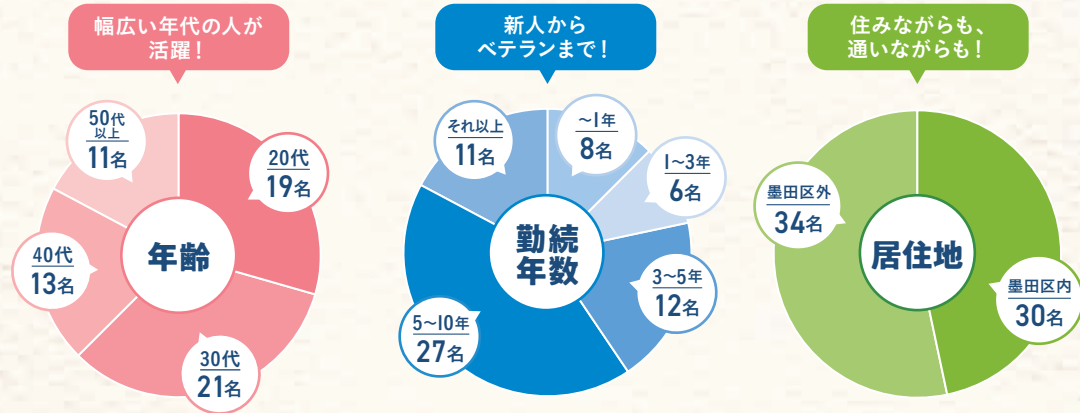 幅広い年代の人が
活躍！
年齢
20代
19名
30代
21名
40代
13名
50代
以上
11名
新人から
ベテランまで！
勤続
年数
〜1年
8名
1〜3年
6名
3〜5年
12名
5〜10年
27名
それ以上
11名
住みながらも、
通いながらも！
居住地
墨田区内
30名
墨田区外
34名